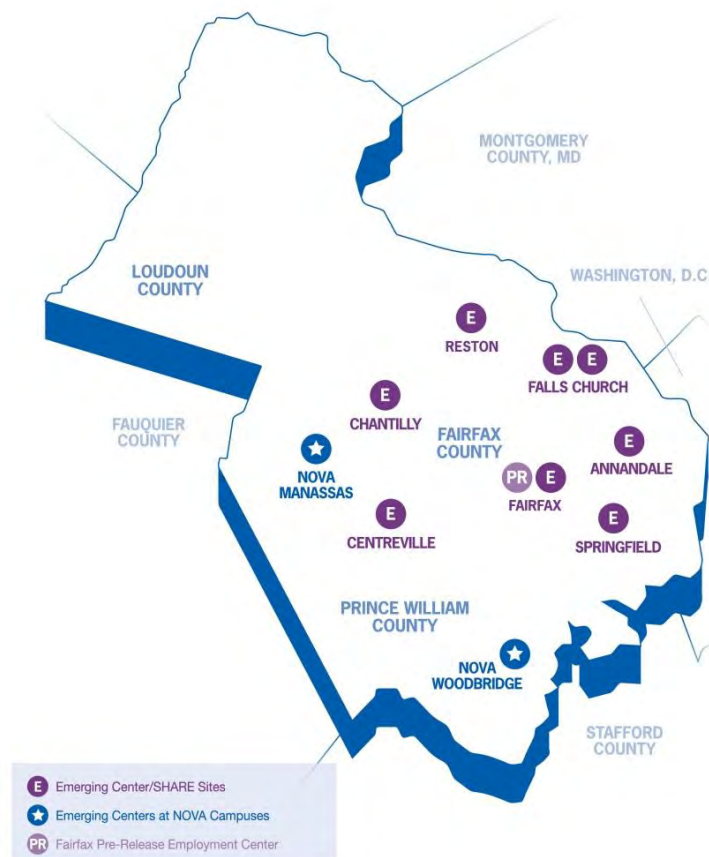 MONTGOMERY
COUNTY, MD
LOUDOUN
COUNTY
WASHINGTON, D.C
E
RESTON
E E
FALLS CHURCH
E
CHANTILLY
FAUQUIER
COUNTY
FAIRFAX
COUNTY
E
ANNANDALE
NOVA
MANASSAS
PR E
FAIRFAX
E
CENTREVILLE
E
SPRINGFIELD
PRINCE WILLIAM
COUNTY
NOVA
WOODBRIDGE
STAFFORD
COUNTY
E Emerging Center/SHARE Sites
Emerging Centers at NOVA Campuses
PR Fairfax Pre-Release Employment Center